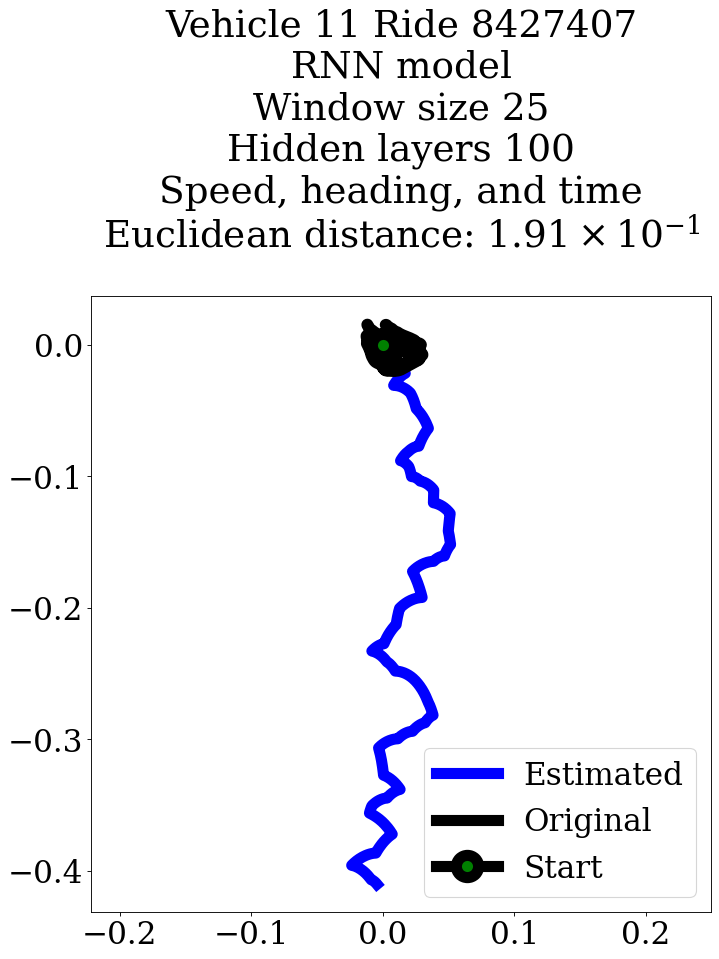 Vehicle 11 Ride 8427407
RNN model
Window size 25
Hidden layers 100
Speed, heading, and time
Euclidean distance: 1.91 × 10⁻¹
0.0
−0.1
−0.2
−0.3
−0.4
Estimated
Original
Start
−0.2 −0.1 0.0 0.1 0.2